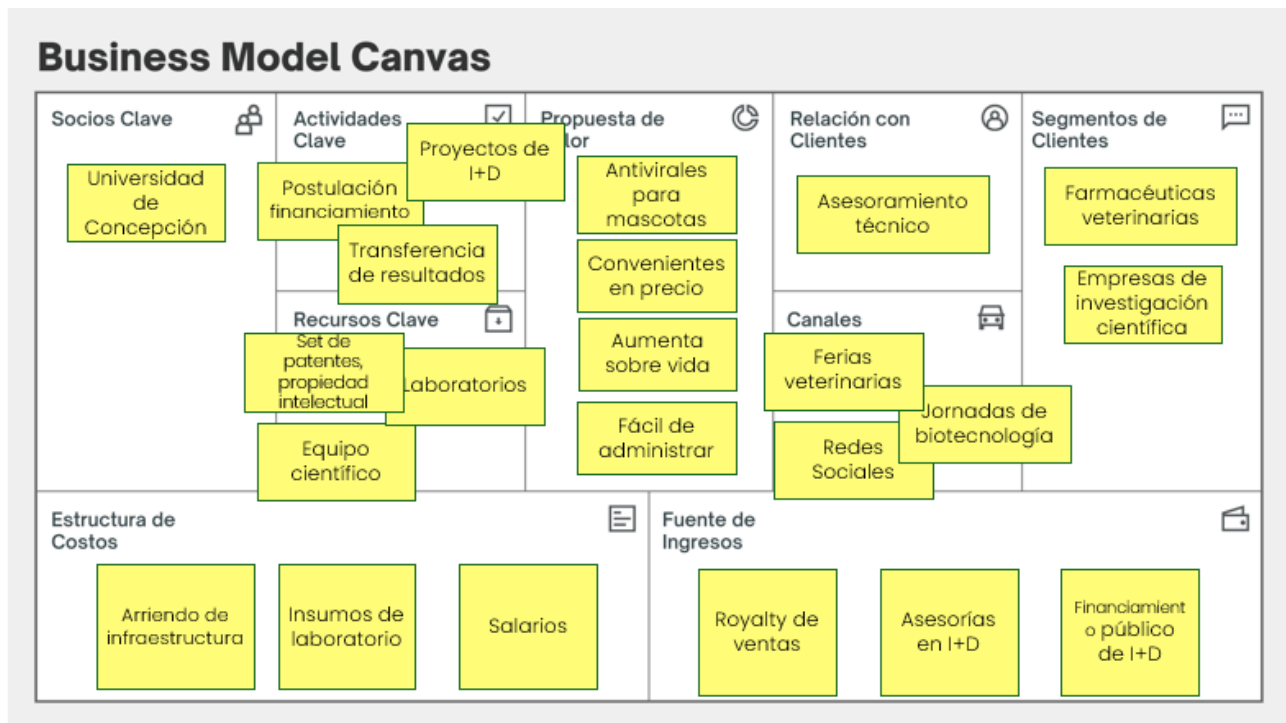 Business Model Canvas
Socios Clave
Universidad
de
Concepción
Actividades
Clave
Proyectos de
I+D
Postulación
financiamiento
Transferencia
de resultados
Recursos Clave
Set de
patentes,
propiedad
intelectual
Laboratorios
Equipo
científico
Propuesta de
lor
Antivirales
para
mascotas
Convenientes
en precio
Aumenta
sobre vida
Fácil de
administrar
Relación con
Clientes
Asesoramiento
técnico
Canales
Ferias
veterinarias
Jornadas de
biotecnología
Redes
Sociales
Segmentos de
Clientes
Farmacéuticas
veterinarias
Empresas de
investigación
científica
Estructura de
Costos
Arriendo de
infraestructura
Insumos de
laboratorio
Salarios
Fuente de
Ingresos
Royalty de
ventas
Asesorías
en I+D
Financiamient
o público
de I+D